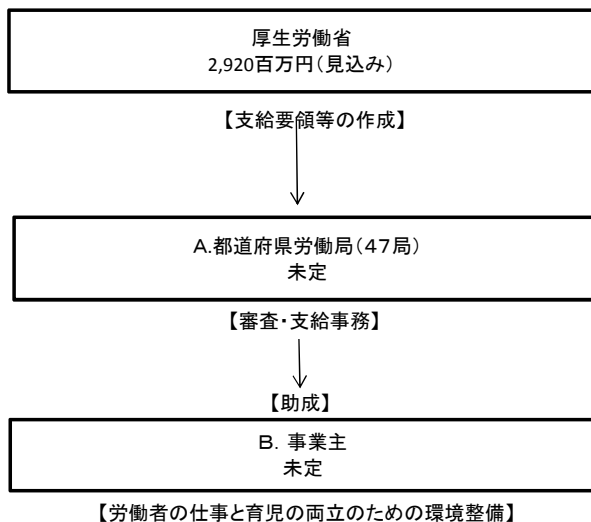 厚生労働省
2,920百万円（見込み）
【支給要領等の作成】
A.都道府県労働局（４７局）
未定
【審査・支給事務】
【助成】
Ｂ．事業主
未定
【労働者の仕事と育児の両立のための環境整備】